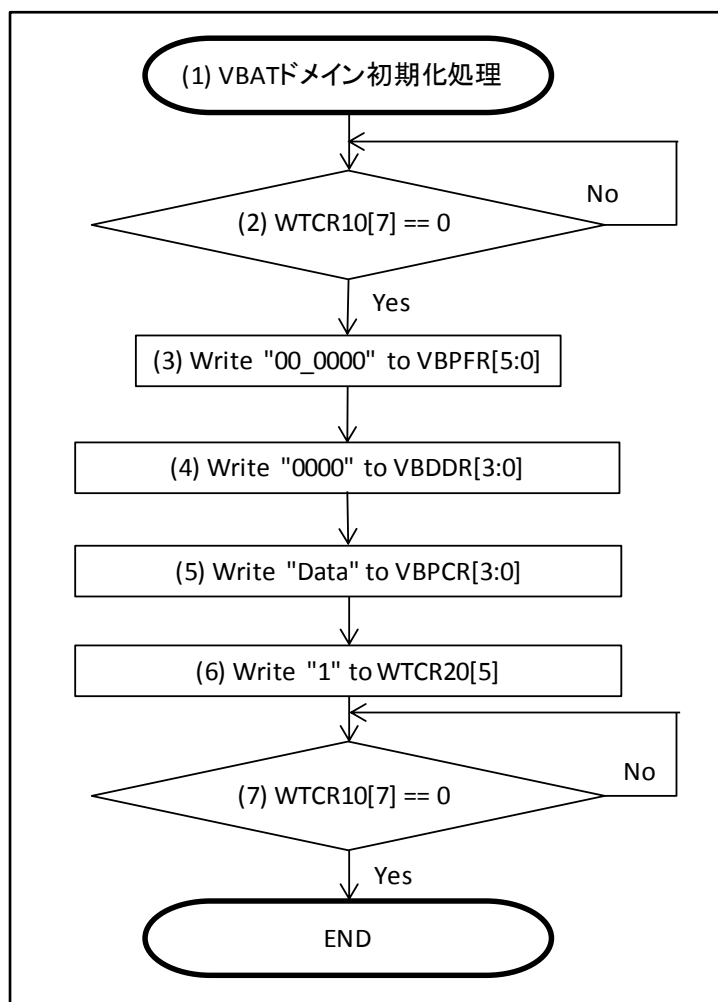 (1) VBATドメイン初期化処理
No
(2) WTCR10[7] == 0
Yes
(3) Write "00_0000" to VBPFR[5:0]
(4) Write "0000" to VBDDR[3:0]
(5) Write "Data" to VBPCR[3:0]
(6) Write "1" to WTCR20[5]
No
(7) WTCR10[7] == 0
Yes
END